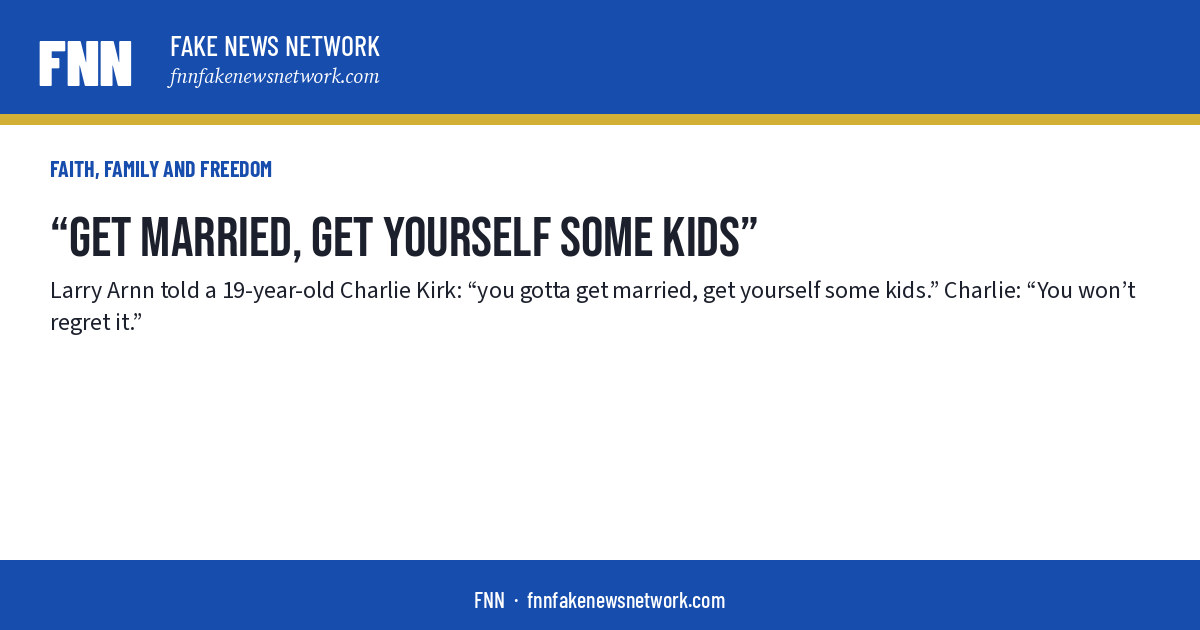 FNN
FAKE NEWS NETWORK
fnnfakenewsnetwork.com
FAITH, FAMILY AND FREEDOM
“GET MARRIED, GET YOURSELF SOME KIDS”
Larry Arnn told a 19-year-old Charlie Kirk: “you gotta get married, get yourself some kids.” Charlie: “You won’t
regret it.”
FNN · fnnfakenewsnetwork.com